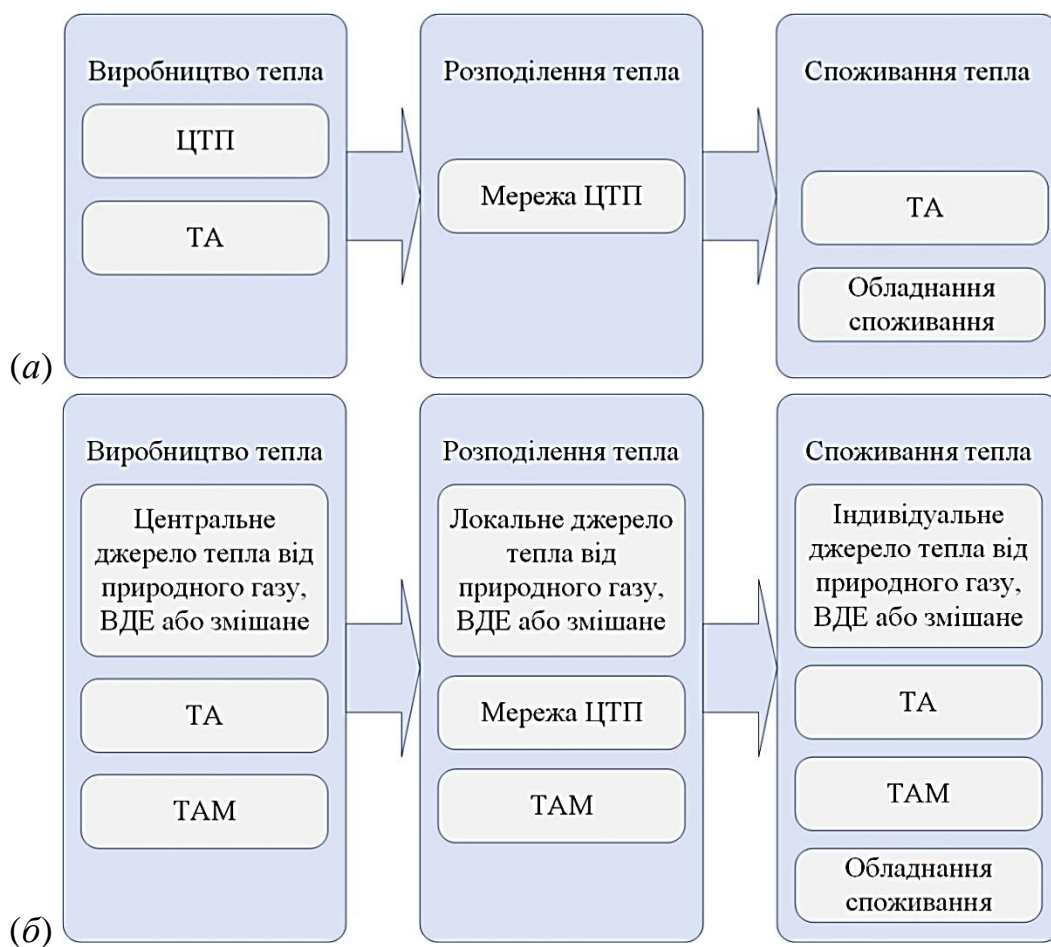 Виробництво тепла
ЦТП
ТА
Розподілення тепла
Мережа ЦТП
Споживання тепла
ТА
Обладнання
споживання
(а)
Виробництво тепла
Центральне
джерело тепла від
природного газу,
ВДЕ або змішане
ТА
ТАМ
Розподілення тепла
Локальне джерело
тепла від
природного газу,
ВДЕ або змішане
Мережа ЦТП
ТАМ
Споживання тепла
Індивідуальне
джерело тепла від
природного газу,
ВДЕ або змішане
ТА
ТАМ
Обладнання
споживання
(б)